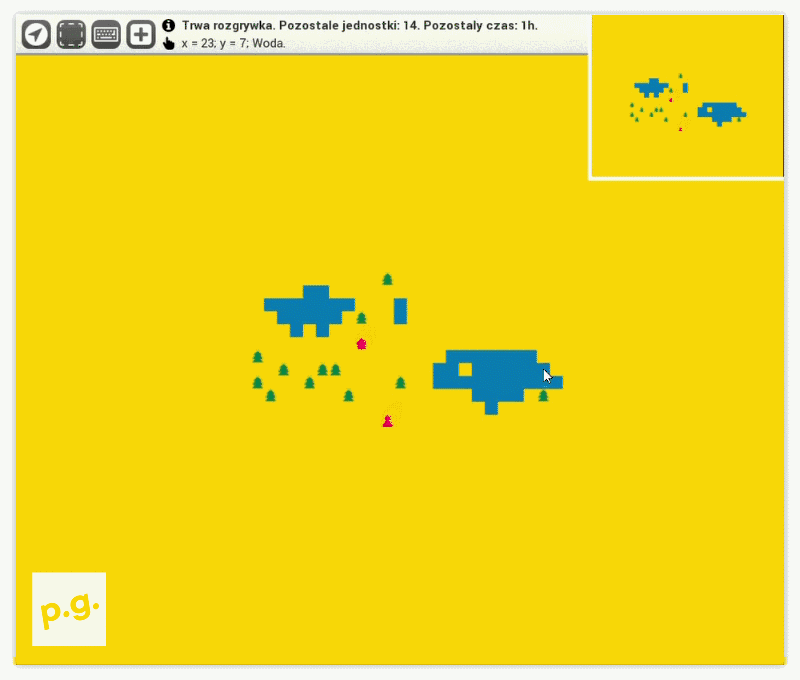 Trwa rozgrywka. Pozostałe jednostki: 14. Pozostały czas: 1h.
x = 23; y = 7; Woda.
p.g.